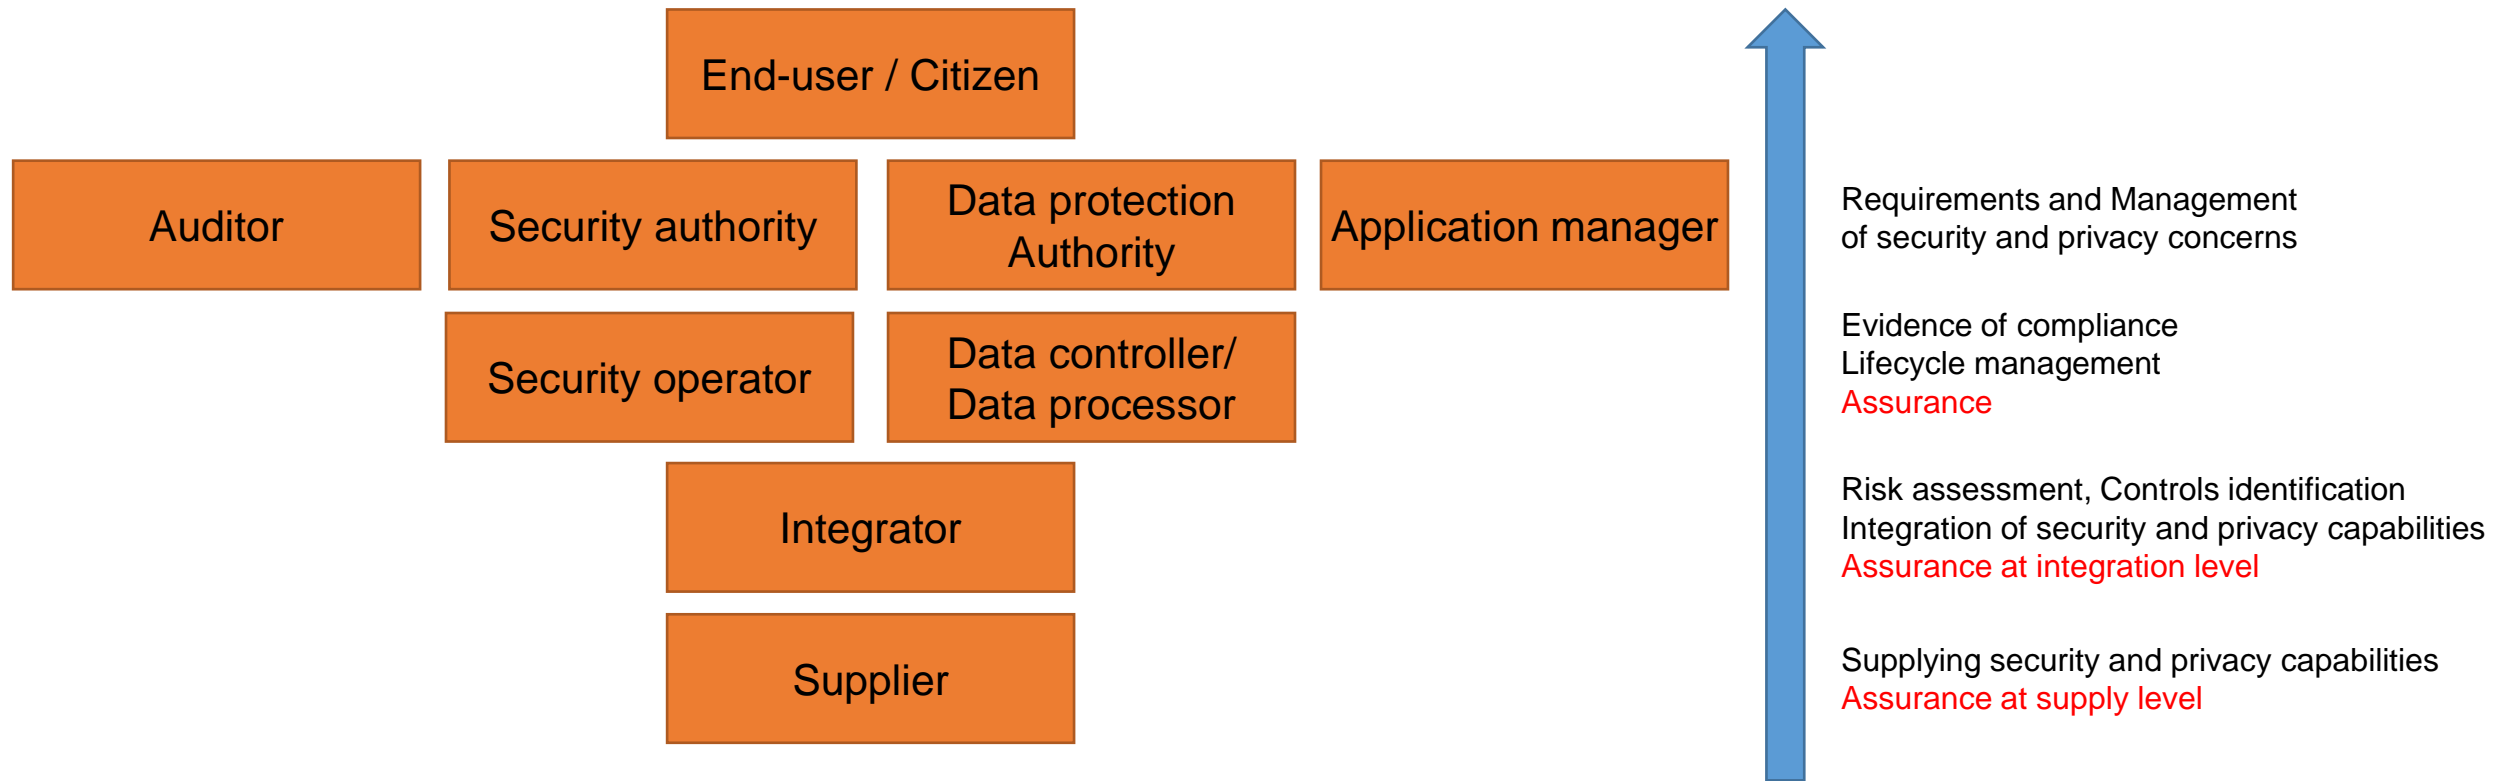 End-user / Citizen
Auditor
Security authority
Data protection
Authority
Application manager
Security operator
Data controller/
Data processor
Integrator
Supplier
Requirements and Management
of security and privacy concerns
Evidence of compliance
Lifecycle management
Assurance
Risk assessment, Controls identification
Integration of security and privacy capabilities
Assurance at integration level
Supplying security and privacy capabilities
Assurance at supply level